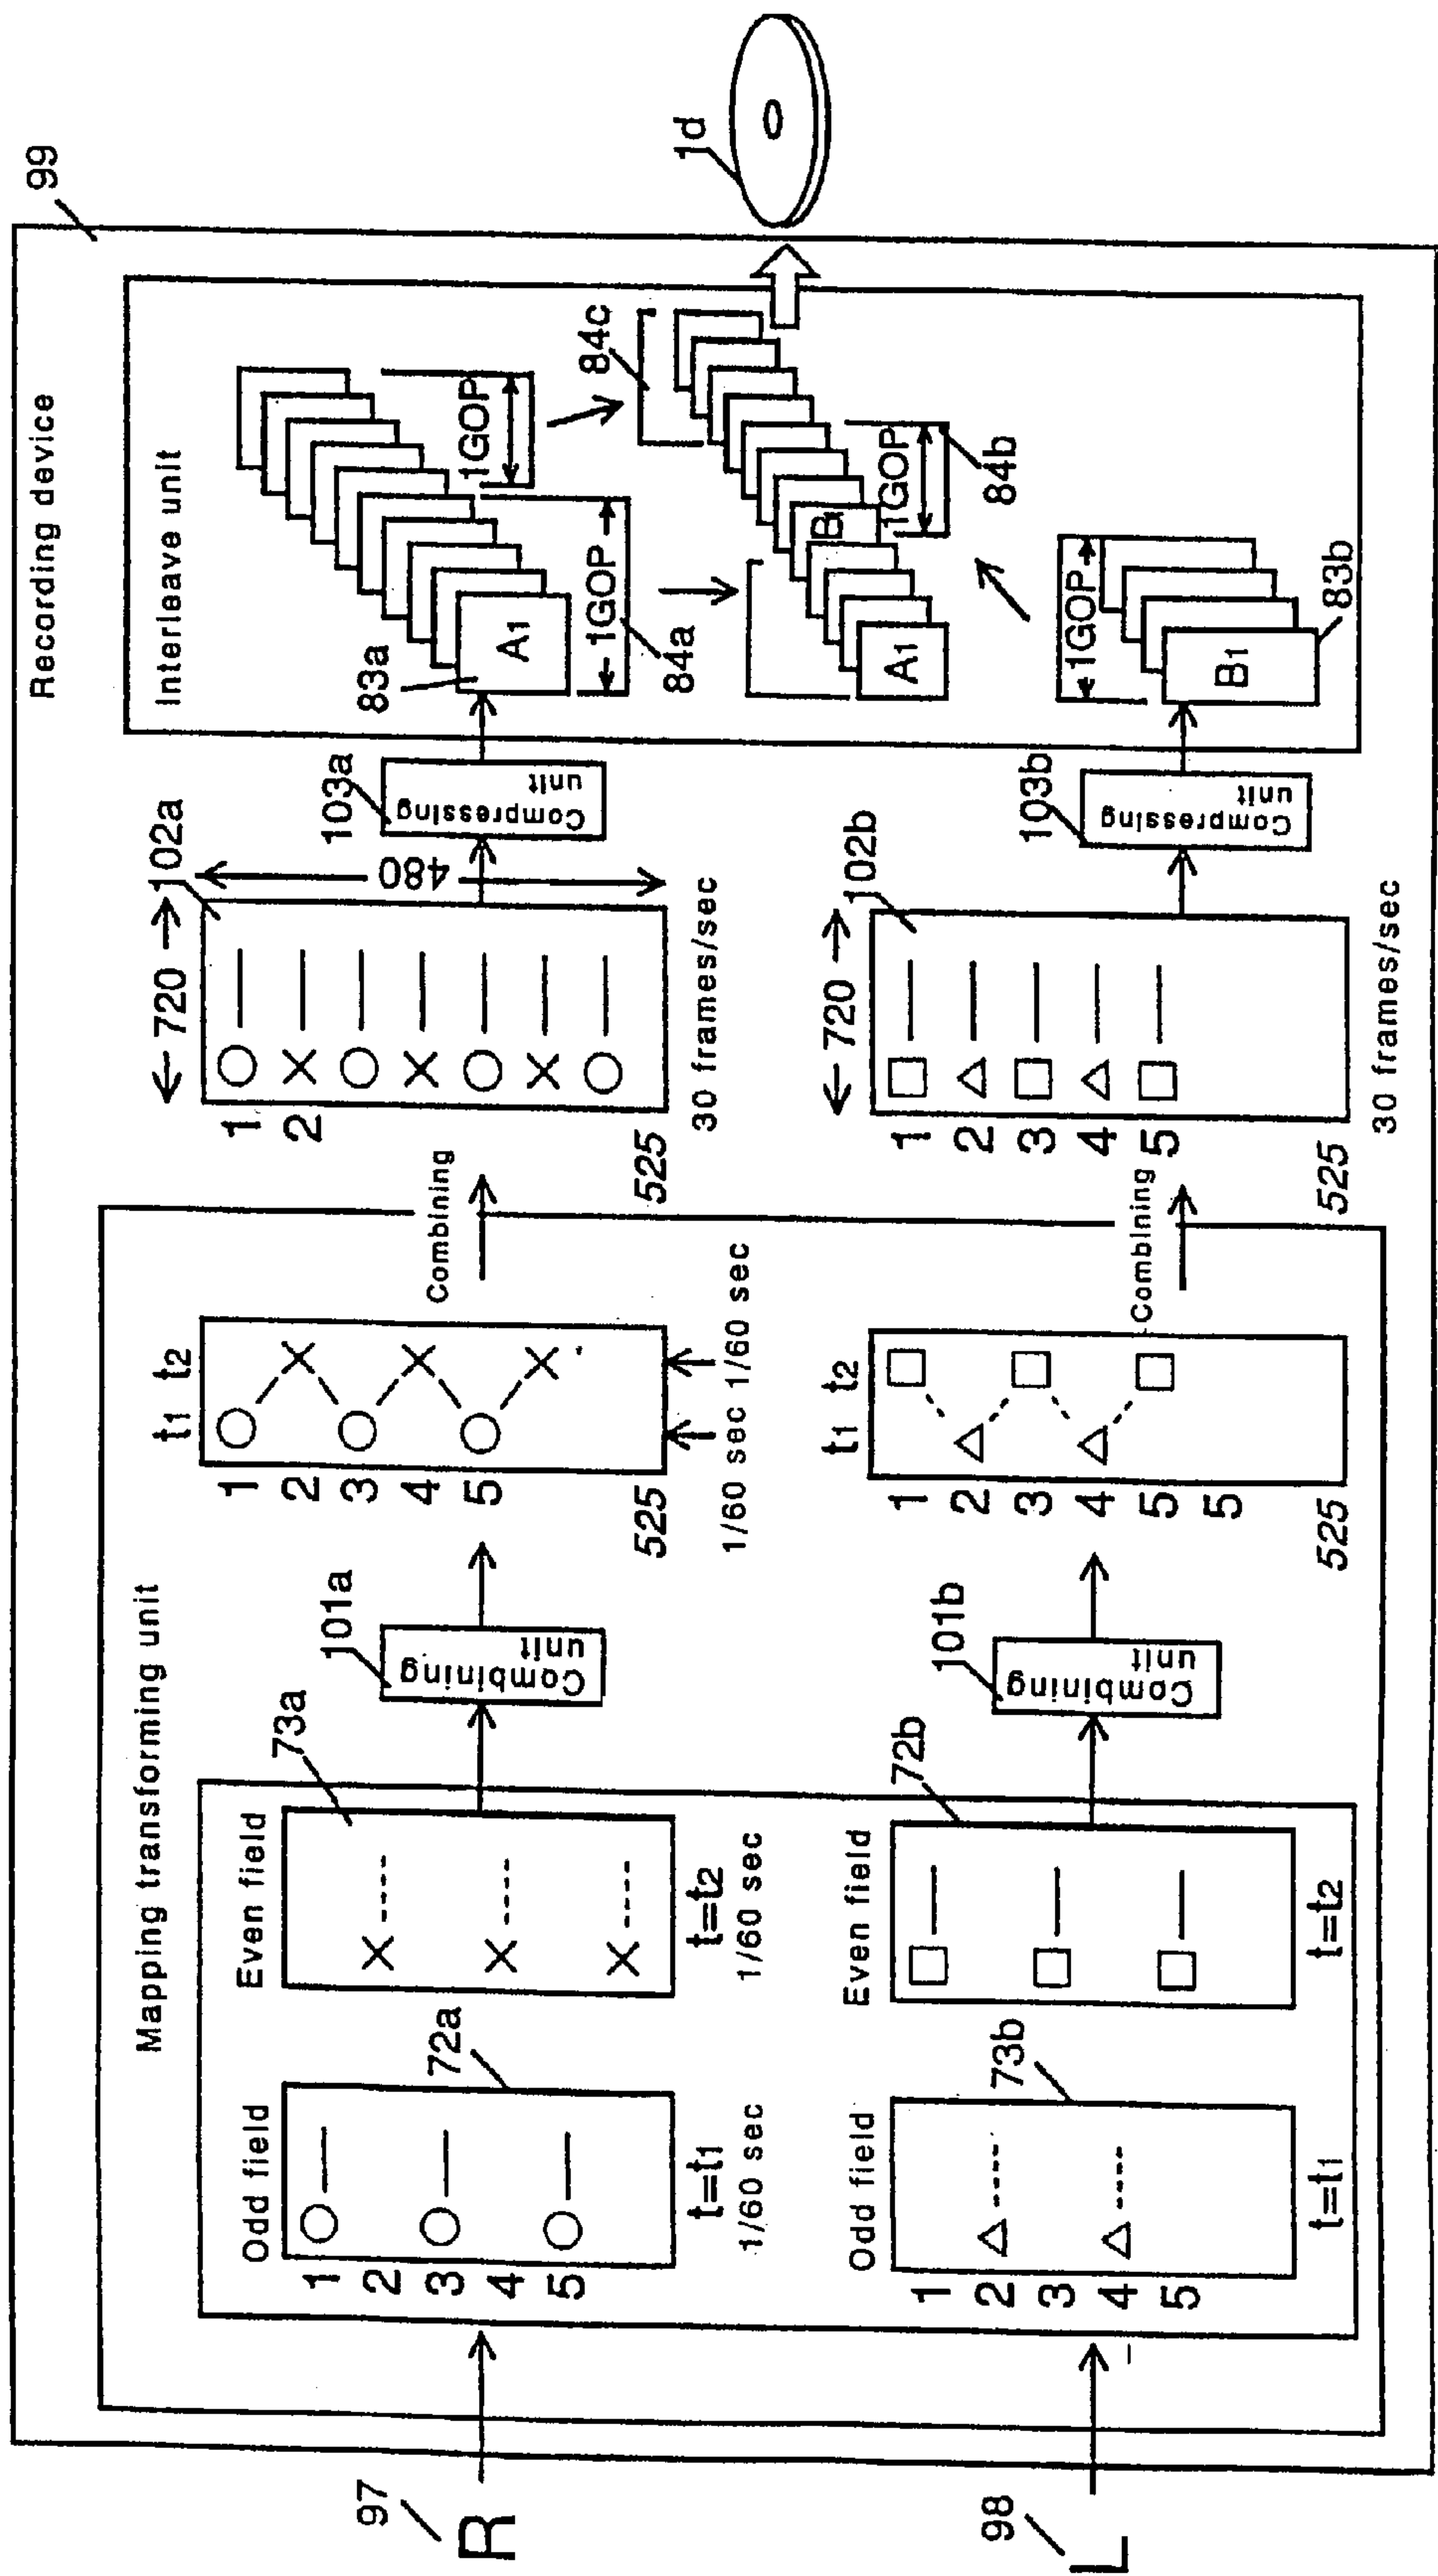 Recording device
99
Mapping transforming unit
Interleave unit
97
R
Odd field
72a
1
2
3
4
5
t=t1
1/60 sec
Even field
73a
t=t2
1/60 sec
101a
Combining
unit
t1 t2
1
2
3
4
5
525
1/60 sec 1/60 sec
Combining
← 720 →
102a
1
2
480
525
30 frames/sec
103a
Compressing
unit
83a
A1
1GOP
84a
1GOP
84c
A1
B1
1GOP
84b
1d
98
L
Odd field
73b
1
2
3
4
5
t=t1
Even field
72b
t=t2
101b
Combining
unit
t1 t2
1
2
3
4
5
5
525
Combining
← 720 →
102b
1
2
3
4
5
525
30 frames/sec
103b
Compressing
unit
1GOP
B1
83b